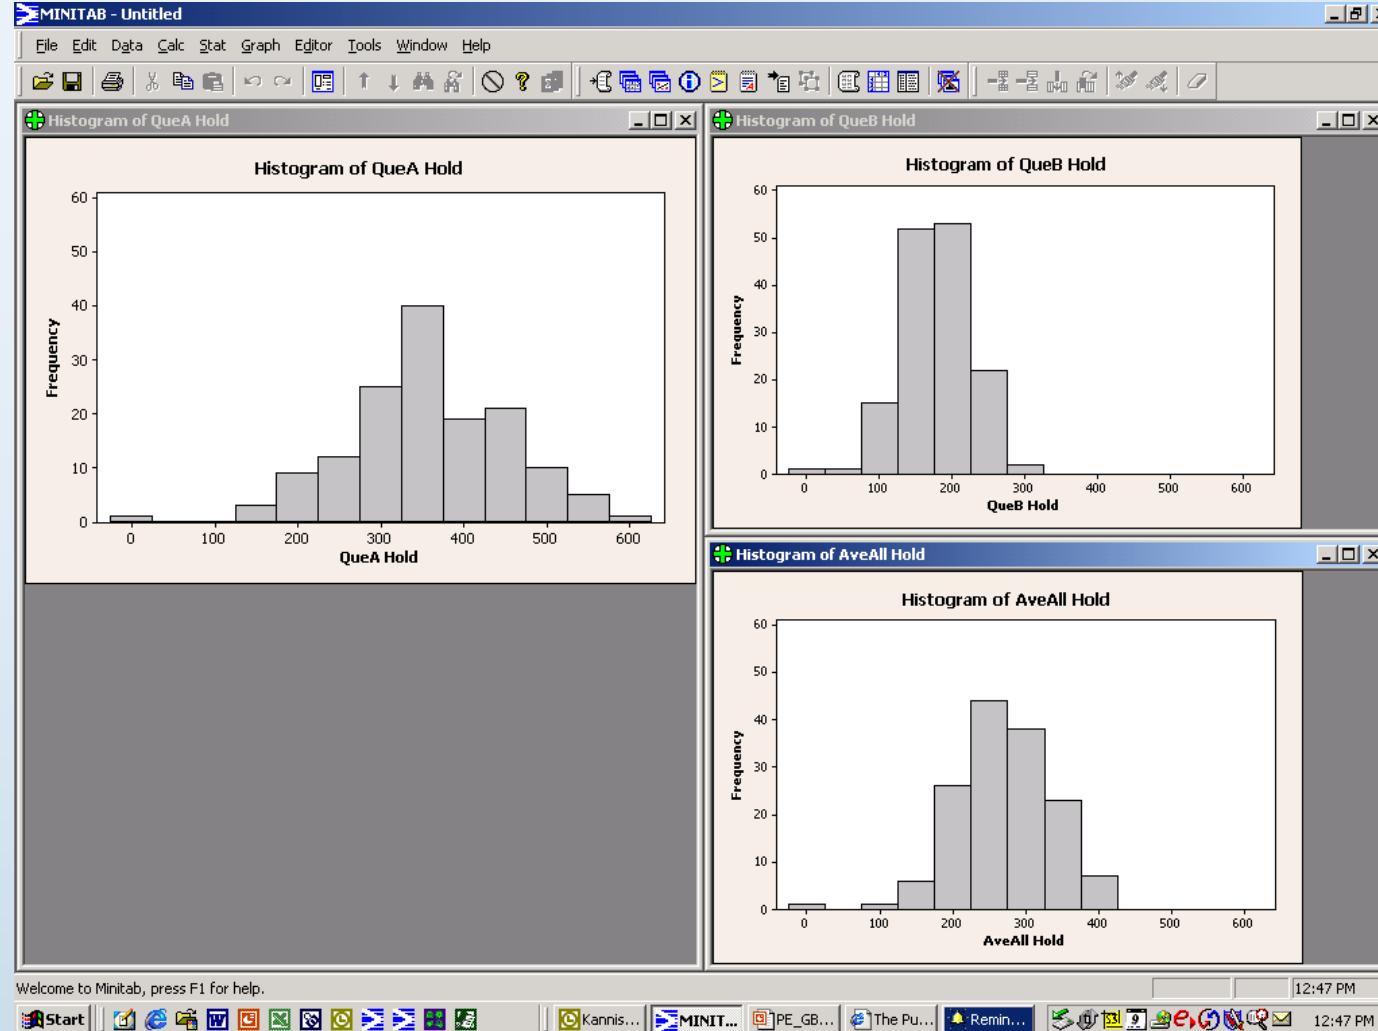 MINITAB - Untitled
File Edit Data Calc Stat Graph Editor Tools Window Help
Histogram of QueA Hold
Histogram of QueA Hold
60
50
40
30
20
10
0
Frequency
0 100 200 300 400 500 600
QueA Hold
Histogram of QueB Hold
Histogram of QueB Hold
60
50
40
30
20
10
0
Frequency
0 100 200 300 400 500 600
QueB Hold
Histogram of AveAll Hold
Histogram of AveAll Hold
60
50
40
30
20
10
0
Frequency
0 100 200 300 400 500 600
AveAll Hold
Welcome to Minitab, press F1 for help.
12:47 PM
Start Kannis... MINIT... PE_GB... The Pu... Remin... 12:47 PM